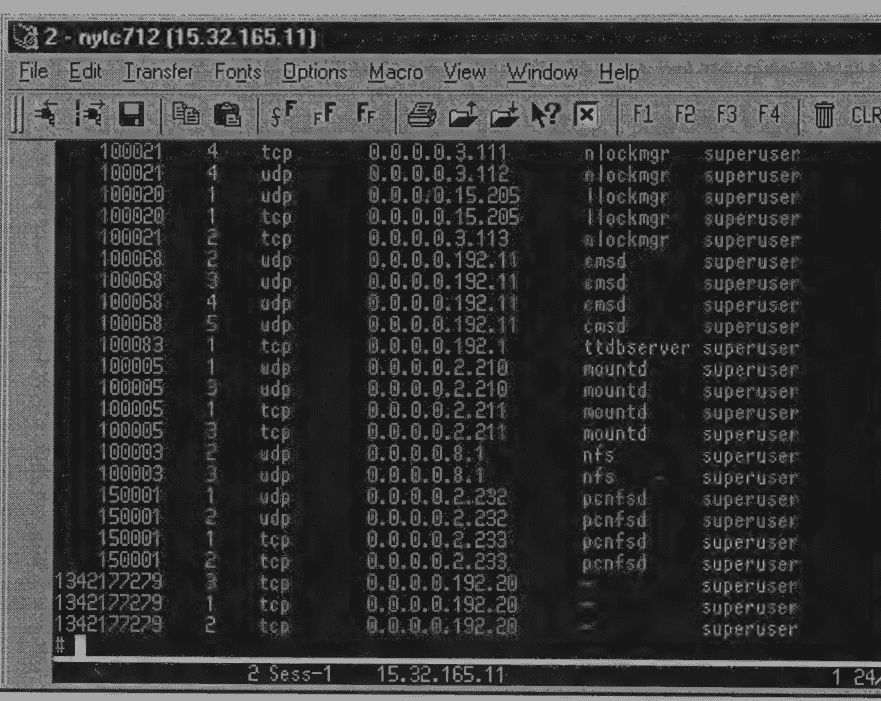 2 - nytc712 (15.32.165.11)
File Edit Transfer Fonts Options Macro View Window Help
F1 F2 F3 F4 CLR
100021 4 tcp 0.0.0.0.3.111 nlockmgr superuser
100021 4 udp 0.0.0.0.3.112 nlockmgr superuser
100020 1 udp 0.0.0.0.15.205 llockmgr superuser
100020 1 tcp 0.0.0.0.15.205 llockmgr superuser
100021 2 tcp 0.0.0.0.3.113 nlockmgr superuser
100068 2 udp 0.0.0.0.192.11 cmsd superuser
100068 3 udp 0.0.0.0.192.11 cmsd superuser
100068 4 udp 0.0.0.0.192.11 cmsd superuser
100068 5 udp 0.0.0.0.192.11 cmsd superuser
100083 1 tcp 0.0.0.0.192.1 ttdbserver superuser
100005 1 udp 0.0.0.0.2.210 mountd superuser
100005 3 udp 0.0.0.0.2.210 mountd superuser
100005 1 tcp 0.0.0.0.2.211 mountd superuser
100005 3 tcp 0.0.0.0.2.211 mountd superuser
100003 2 udp 0.0.0.0.8.1 nfs superuser
100003 3 udp 0.0.0.0.8.1 nfs superuser
150001 1 udp 0.0.0.0.2.232 pcnfsd superuser
150001 2 udp 0.0.0.0.2.232 pcnfsd superuser
150001 1 tcp 0.0.0.0.2.233 pcnfsd superuser
150001 2 tcp 0.0.0.0.2.233 pcnfsd superuser
1342177279 3 tcp 0.0.0.0.192.20 - superuser
1342177279 1 tcp 0.0.0.0.192.20 - superuser
1342177279 2 tcp 0.0.0.0.192.20 - superuser
#
2 Sess-1 15.32.165.11 1 24/